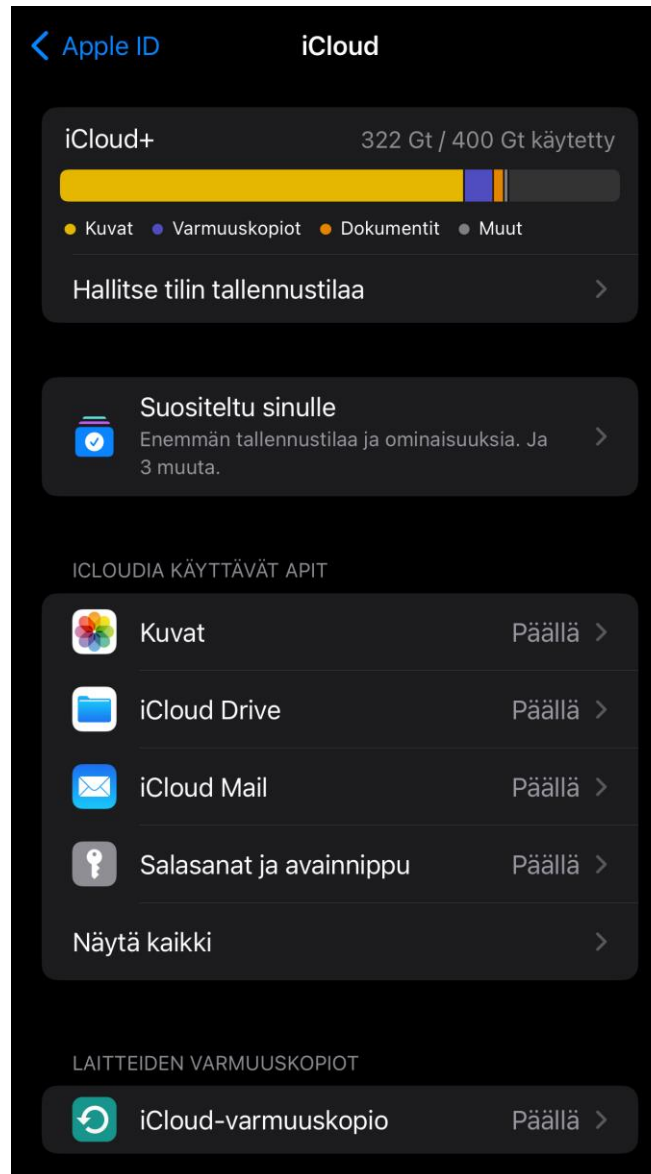 Apple ID
iCloud
iCloud+
322 Gt / 400 Gt käytetty
Kuvat
Varmuuskopiot
Dokumentit
Muut
Hallitse tilin tallennustilaa
Suositeltu sinulle
Enemmän tallennustilaa ja ominaisuuksia. Ja
3 muuta.
ICLOUDIA KÄYTTÄVÄT APIT
Kuvat
Päällä
iCloud Drive
Päällä
iCloud Mail
Päällä
Salasanat ja avainnippu
Päällä
Näytä kaikki
LAITTEIDEN VARMUUSKOPIOT
iCloud-varmuuskopio
Päällä